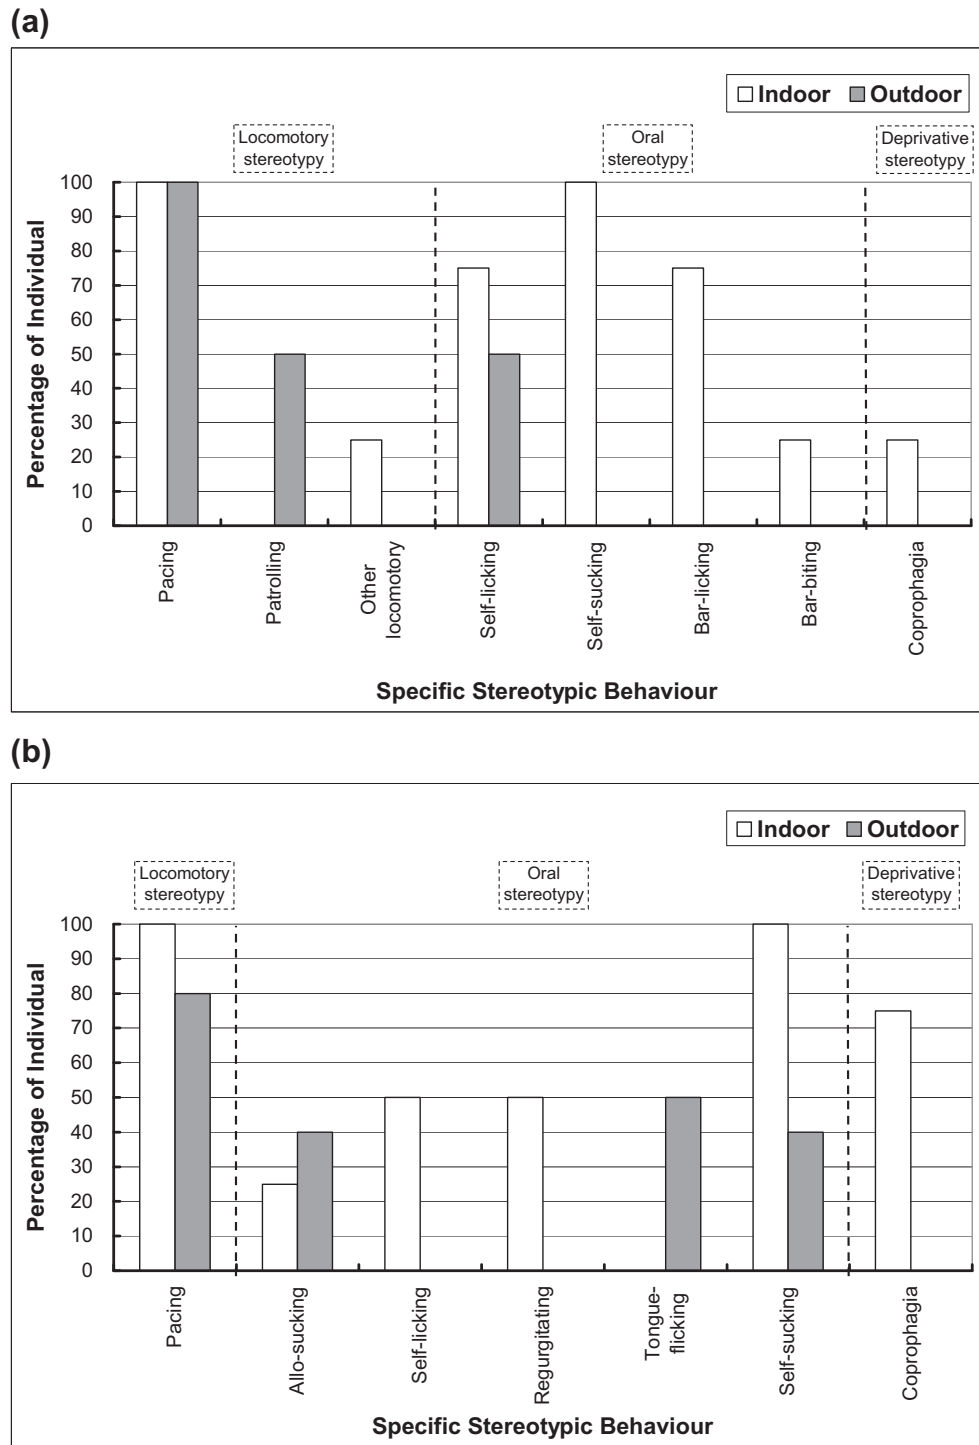 (a)
Indoor Outdoor
Locomotory
stereotypy
Oral
stereotypy
Deprivative
stereotypy
Percentage of Individual
100
90
80
70
60
50
40
30
20
10
0
Pacing
Patrolling
Other
locomotory
Self-licking
Self-sucking
Bar-licking
Bar-biting
Coprophagia
Specific Stereotypic Behaviour
(b)
Indoor Outdoor
Locomotory
stereotypy
Oral
stereotypy
Deprivative
stereotypy
Percentage of Individual
100
90
80
70
60
50
40
30
20
10
0
Pacing
Allo-sucking
Self-licking
Regurgitating
Tongue-
flicking
Self-sucking
Coprophagia
Specific Stereotypic Behaviour